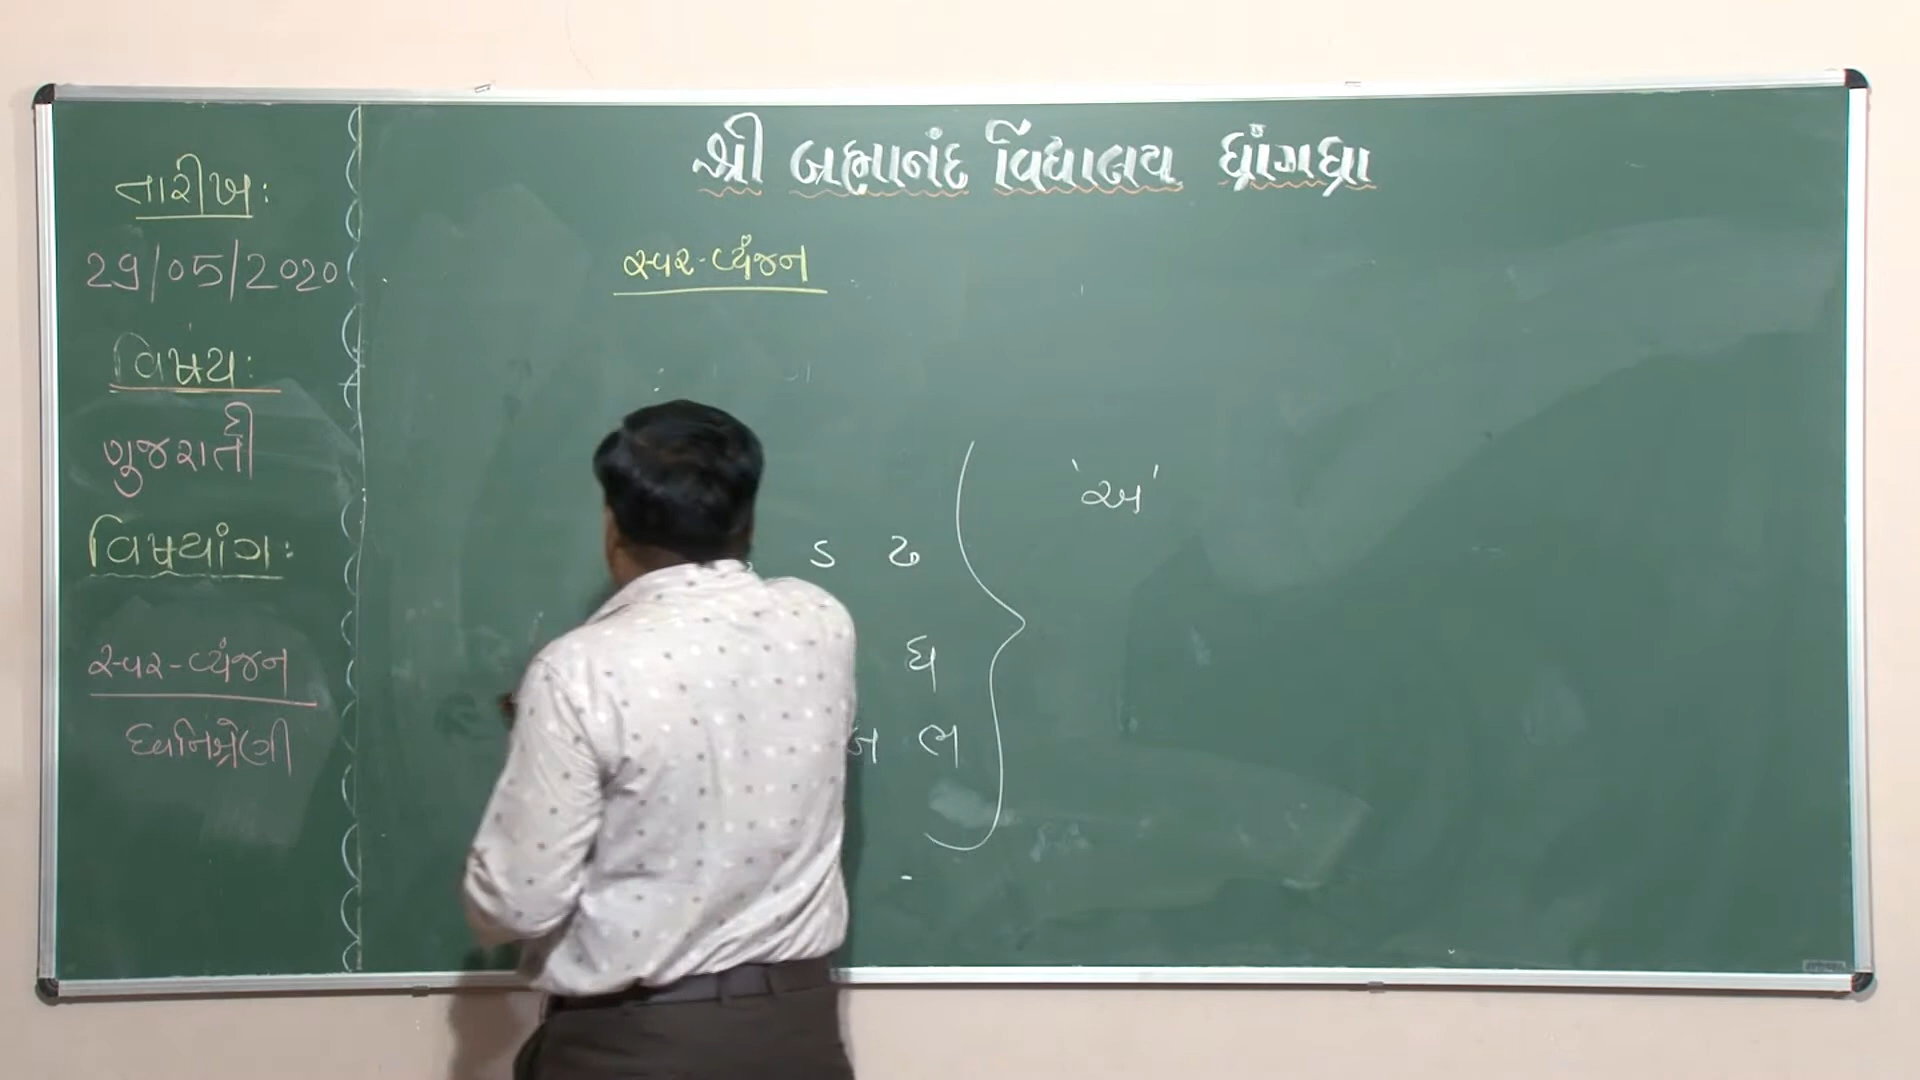 શ્રી બ્રહ્માનંદ વિદ્યાલય ધ્રાંગધ્રા
તારીખ:
29/05/2020
વિષય:
ગુજરાતી
વિષયાંગ:
સ્વર-વ્યંજન
ધ્વનિશ્રેણી
સ્વર-વ્યંજન
'અ'
ડ ઢ
ધ
બ ભ